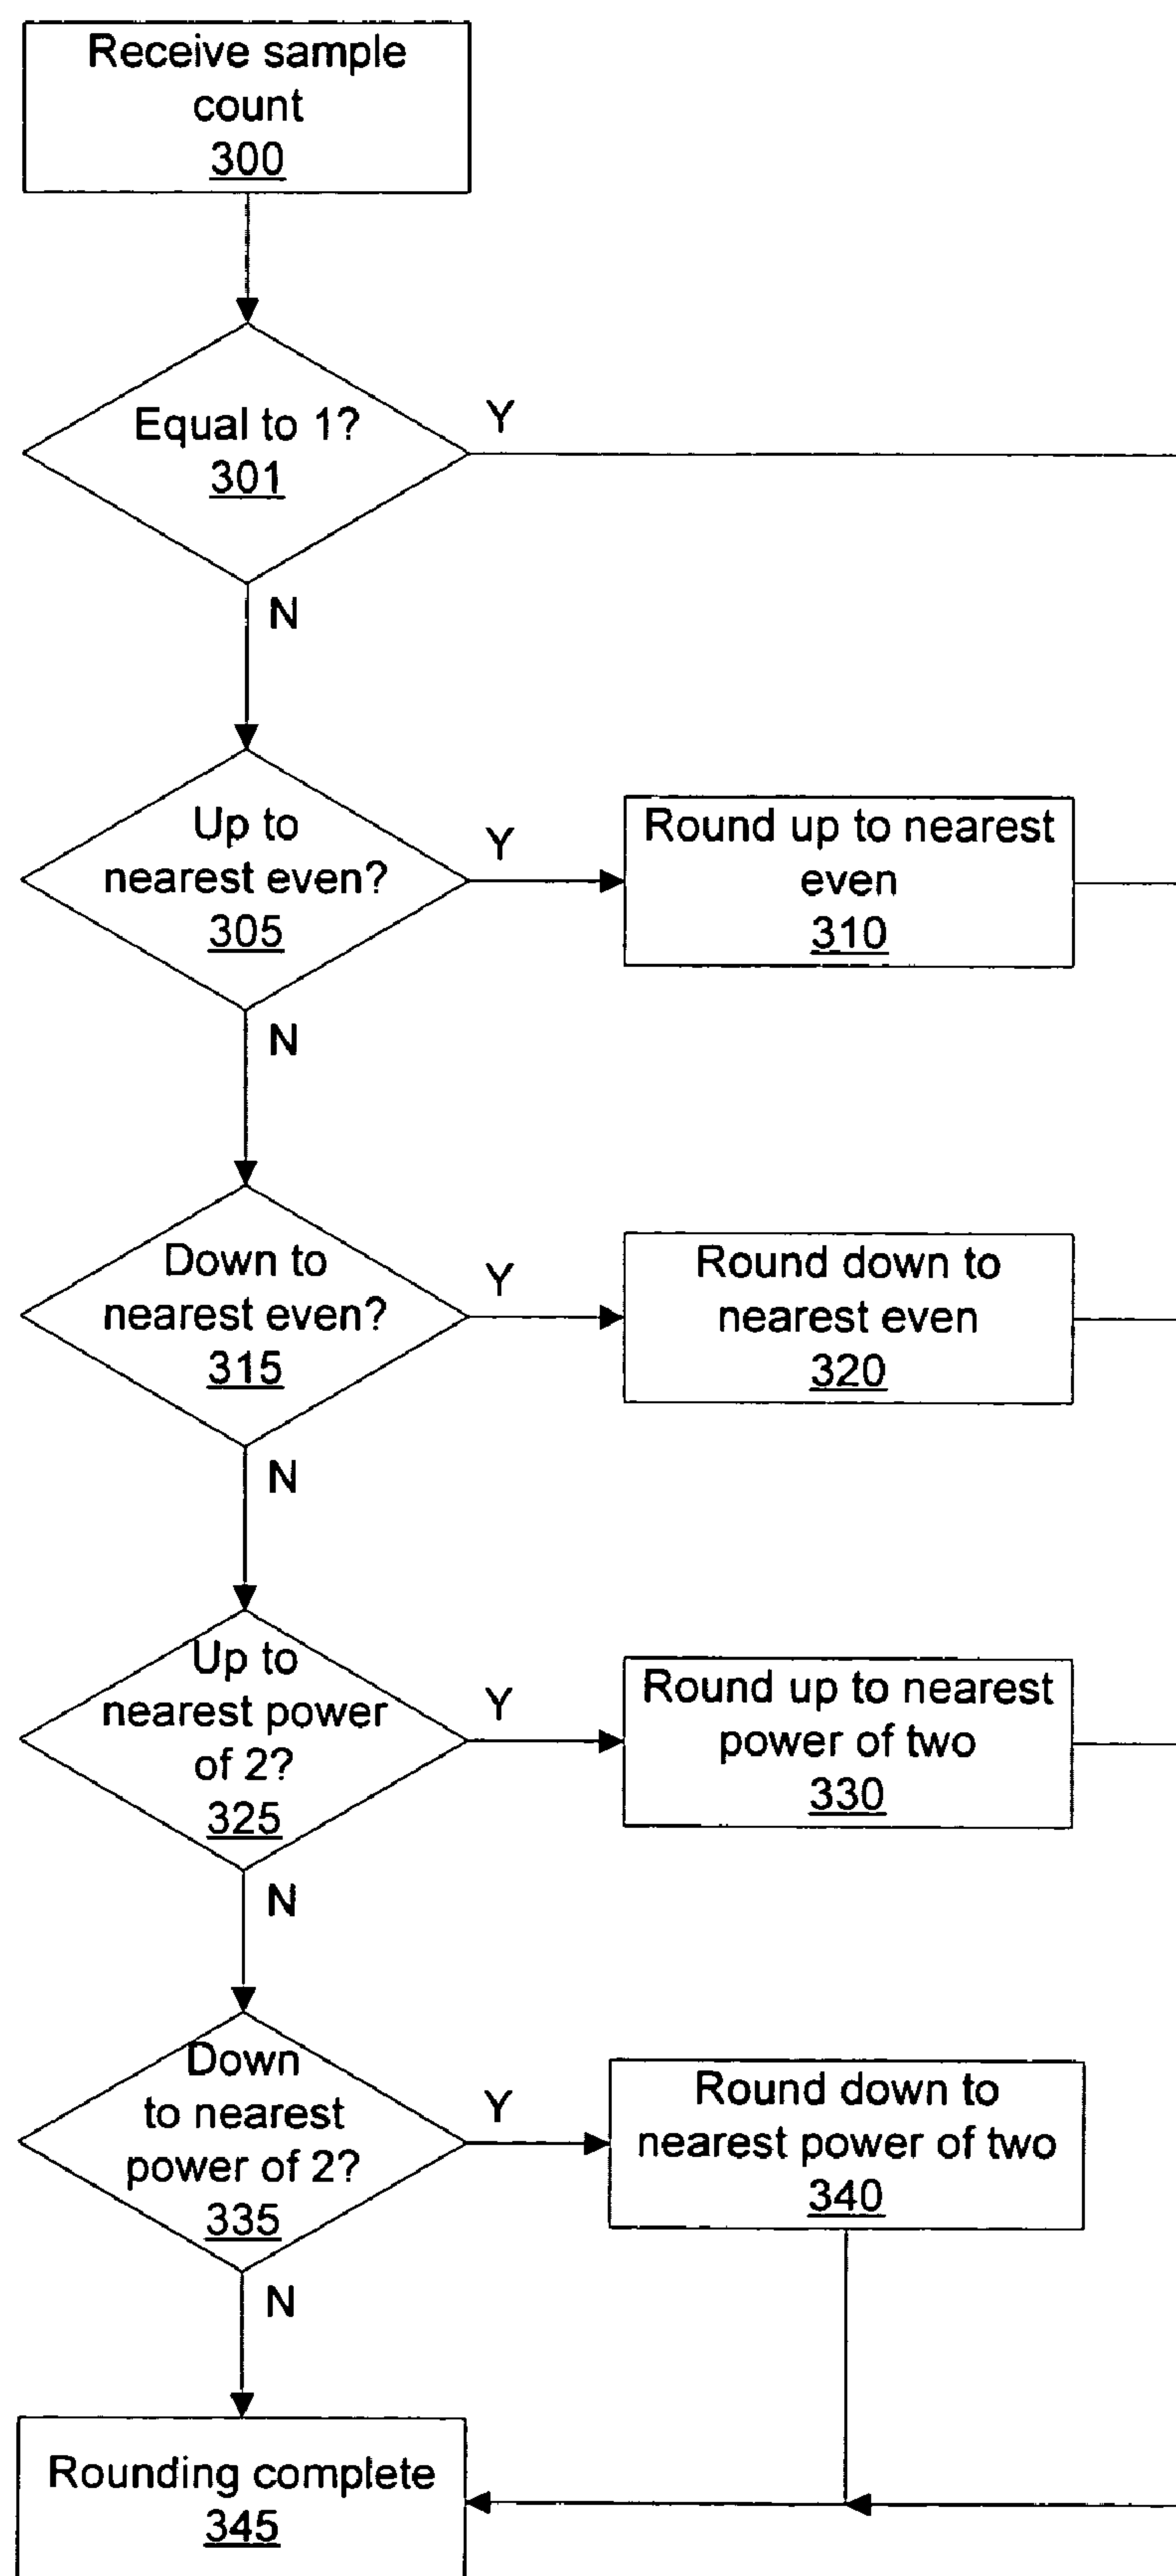 Receive sample
count
300
Equal to 1?
301
Y
N
Up to
nearest even?
305
Y
Round up to nearest
even
310
N
Down to
nearest even?
315
Y
Round down to
nearest even
320
N
Up to
nearest power
of 2?
325
Y
Round up to nearest
power of two
330
N
Down
to nearest
power of 2?
335
Y
Round down to
nearest power of two
340
N
Rounding complete
345